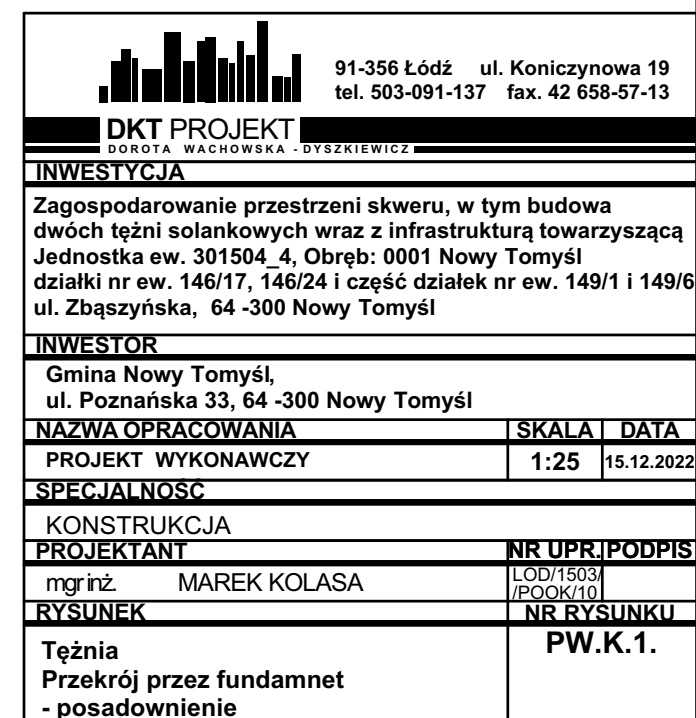 91-356 Łódź ul. Koniczynowa 19
tel. 503-091-137 fax. 42 658-57-13
DKT PROJEKT
DOROTA WACHOWSKA - DYSZKIEWICZ
INWESTYCJA
Zagospodarowanie przestrzeni skweru, w tym budowa
dwóch tężni solankowych wraz z infrastrukturą towarzyszącą
Jednostka ew. 301504_4, Obręb: 0001 Nowy Tomyśl
działki nr ew. 146/17, 146/24 i część działek nr ew. 149/1 i 149/6
ul. Zbąszyńska, 64 -300 Nowy Tomyśl
INWESTOR
Gmina Nowy Tomyśl,
ul. Poznańska 33, 64 -300 Nowy Tomyśl
NAZWA OPRACOWANIA SKALA DATA
PROJEKT WYKONAWCZY 1:25 15.12.2022
SPECJALNOŚĆ
KONSTRUKCJA
PROJEKTANT NR UPR. PODPIS
mgr inż. MAREK KOLASA LOD/1503/
/POOK/10
RYSUNEK NR RYSUNKU
Tężnia PW.K.1.
Przekrój przez fundamnet
- posadownienie